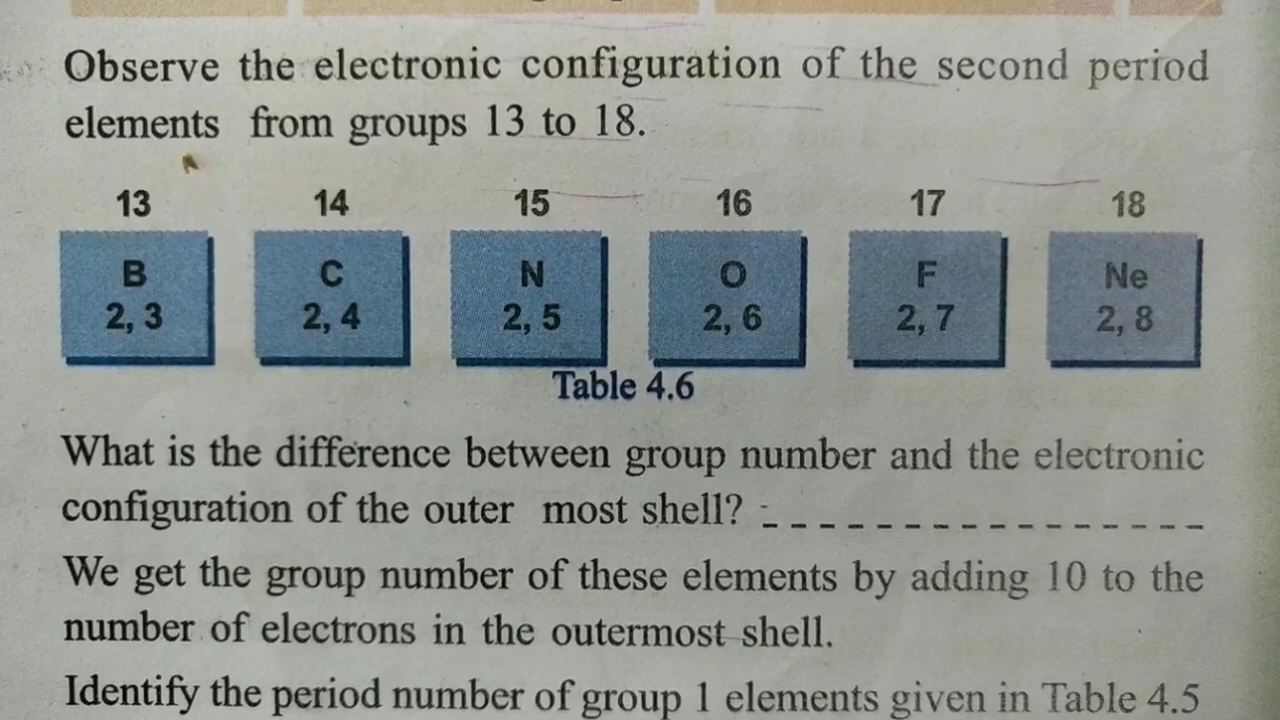 Observe the electronic configuration of the second period
elements from groups 13 to 18.
13 14 15 16 17 18
B C N O F Ne
2, 3 2, 4 2, 5 2, 6 2, 7 2, 8
Table 4.6
What is the difference between group number and the electronic
configuration of the outer most shell?
We get the group number of these elements by adding 10 to the
number of electrons in the outermost shell.
Identify the period number of group 1 elements given in Table 4.5